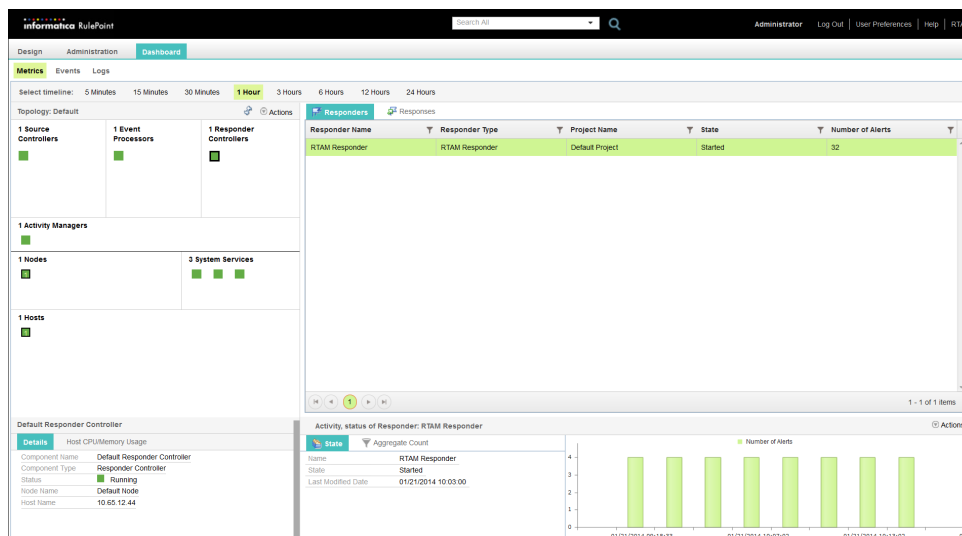 informatica RulePoint
Search All
Administrator Log Out User Preferences Help RTA
Design Administration Dashboard
Metrics Events Logs
Select timeline: 5 Minutes 15 Minutes 30 Minutes 1 Hour 3 Hours 6 Hours 12 Hours 24 Hours
Topology: Default Actions
Responders Responses
1 Source Controllers
1 Event Processors
1 Responder Controllers
Responder Name Responder Type Project Name State Number of Alerts
RTAM Responder RTAM Responder Default Project Started 32
1 Activity Managers
1 Nodes
3 System Services
1
1 Hosts
1
1
1 - 1 of 1 items
Default Responder Controller
Details Host CPU/Memory Usage
Component Name Default Responder Controller
Component Type Responder Controller
Status Running
Node Name Default Node
Host Name 10.65.12.44
Activity, status of Responder: RTAM Responder Actions
State Aggregate Count
Name RTAM Responder
State Started
Last Modified Date 01/21/2014 10:03:00
Number of Alerts
4
3
2
1
0